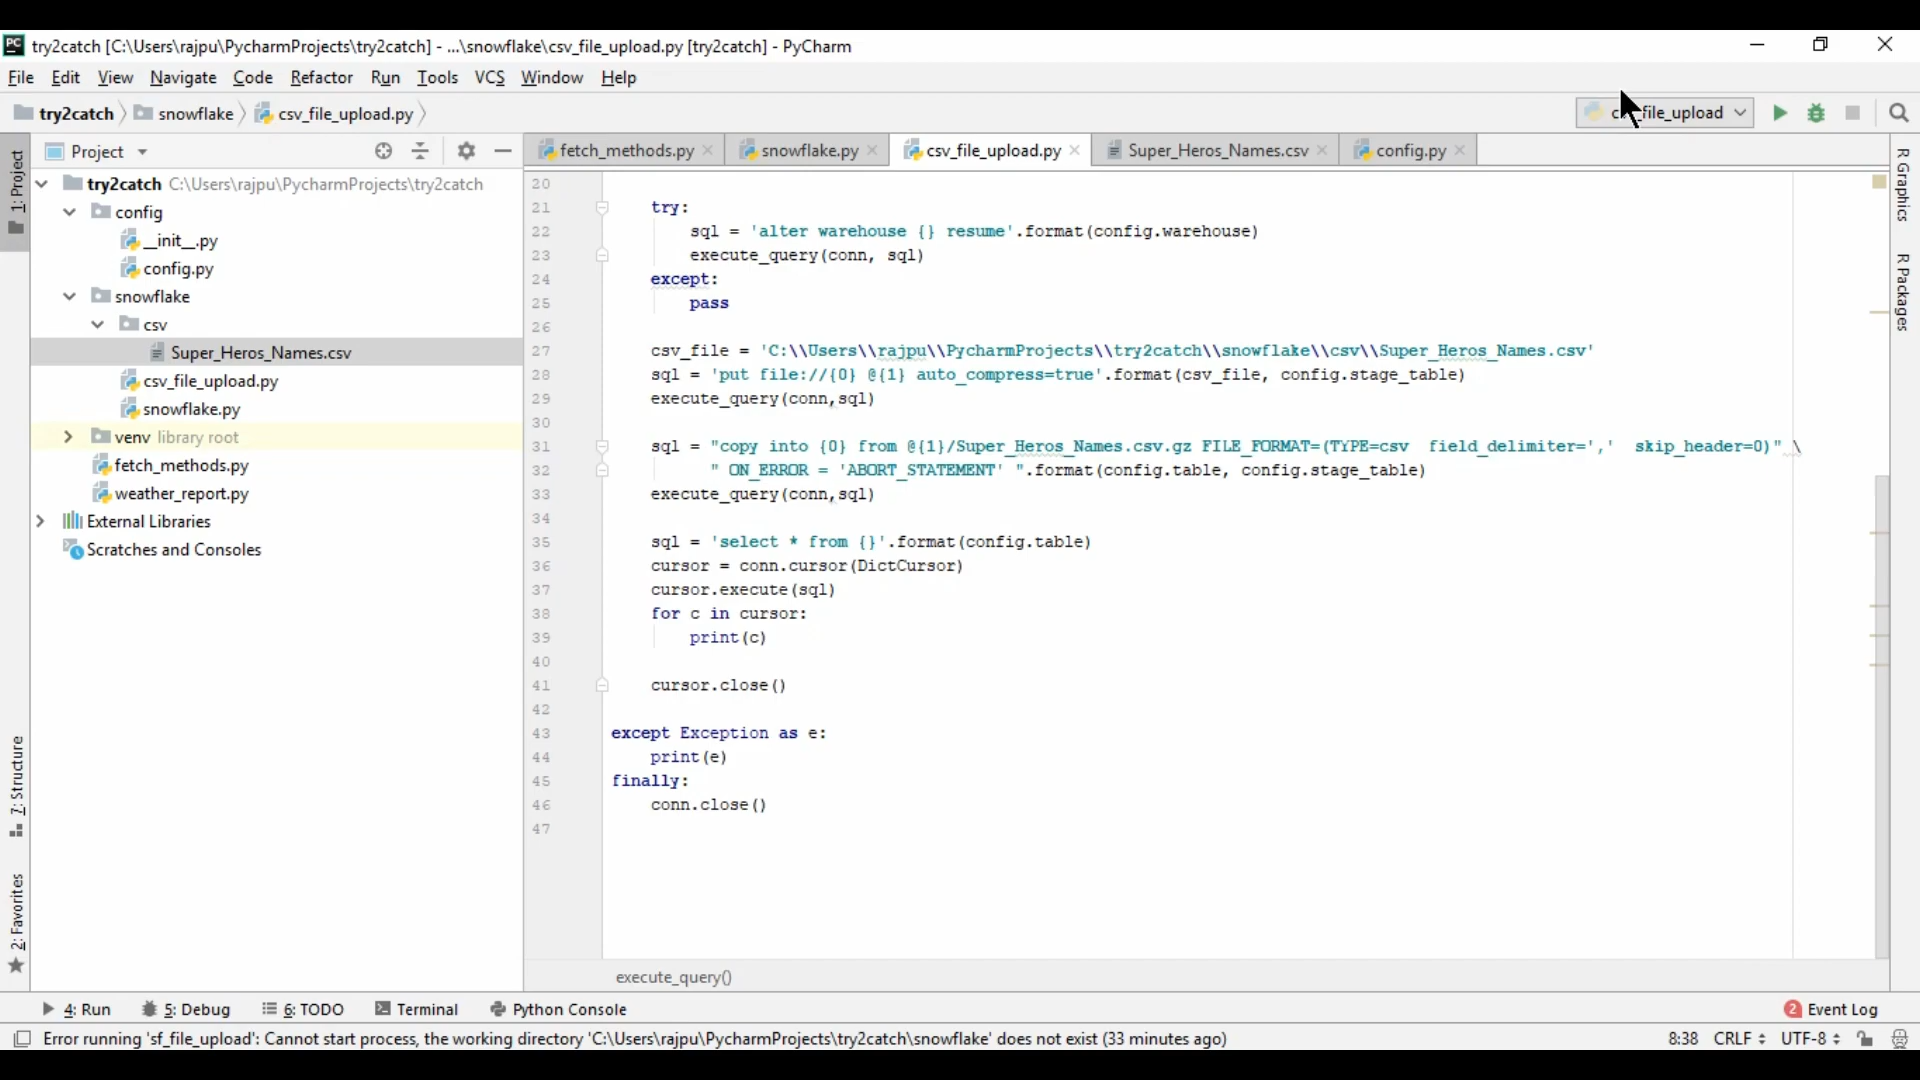 PC try2catch [C:\Users\rajpu\PycharmProjects\try2catch] - ...\snowflake\csv_file_upload.py [try2catch] - PyCharm
File Edit View Navigate Code Refactor Run Tools VCS Window Help
try2catch snowflake csv_file_upload.py
file_upload
1: Project
Project
fetch_methods.py snowflake.py csv_file_upload.py Super_Heros_Names.csv config.py
try2catch C:\Users\rajpu\PycharmProjects\try2catch
config
__init__.py
config.py
snowflake
csv
Super_Heros_Names.csv
csv_file_upload.py
snowflake.py
venv library root
fetch_methods.py
weather_report.py
External Libraries
Scratches and Consoles
7: Structure
2: Favorites
20
21 try:
22 sql = 'alter warehouse {} resume'.format(config.warehouse)
23 execute_query(conn, sql)
24 except:
25 pass
26
27 csv_file = 'C:\\Users\\rajpu\\PycharmProjects\\try2catch\\snowflake\\csv\\Super_Heros_Names.csv'
28 sql = 'put file://{0} @{1} auto_compress=true'.format(csv_file, config.stage_table)
29 execute_query(conn,sql)
30
31 sql = "copy into {0} from @{1}/Super_Heros_Names.csv.gz FILE_FORMAT=(TYPE=csv  field_delimiter=','  skip_header=0)" \
32 " ON_ERROR = 'ABORT_STATEMENT' ".format(config.table, config.stage_table)
33 execute_query(conn,sql)
34
35 sql = 'select * from {}'.format(config.table)
36 cursor = conn.cursor(DictCursor)
37 cursor.execute(sql)
38 for c in cursor:
39 print(c)
40
41 cursor.close()
42
43 except Exception as e:
44 print(e)
45 finally:
46 conn.close()
47
execute_query()
R Graphics
R Packages
4: Run 5: Debug 6: TODO Terminal Python Console 2 Event Log
Error running 'sf_file_upload': Cannot start process, the working directory 'C:\Users\rajpu\PycharmProjects\try2catch\snowflake' does not exist (33 minutes ago) 8:38 CRLF UTF-8